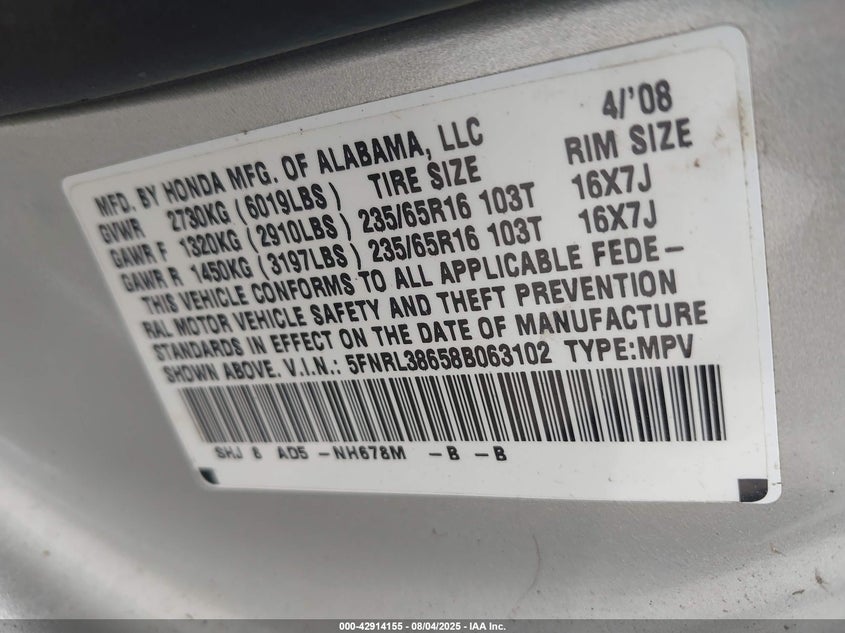 4/'08
MFD. BY HONDA MFG. OF ALABAMA, LLC
TIRE SIZE RIM SIZE
GVWR 2730KG (6019LBS)
GAWR F 1320KG (2910LBS) 235/65R16 103T 16X7J
GAWR R 1450KG (3197LBS) 235/65R16 103T 16X7J
THIS VEHICLE CONFORMS TO ALL APPLICABLE FEDE-
RAL MOTOR VEHICLE SAFETY AND THEFT PREVENTION
STANDARDS IN EFFECT ON THE DATE OF MANUFACTURE
SHOWN ABOVE. V.I.N.: 5FNRL38658B063102 TYPE:MPV
SHJ 8 AD5 -NH678M -B -B
000-42914155 - 08/04/2025 - IAA Inc.